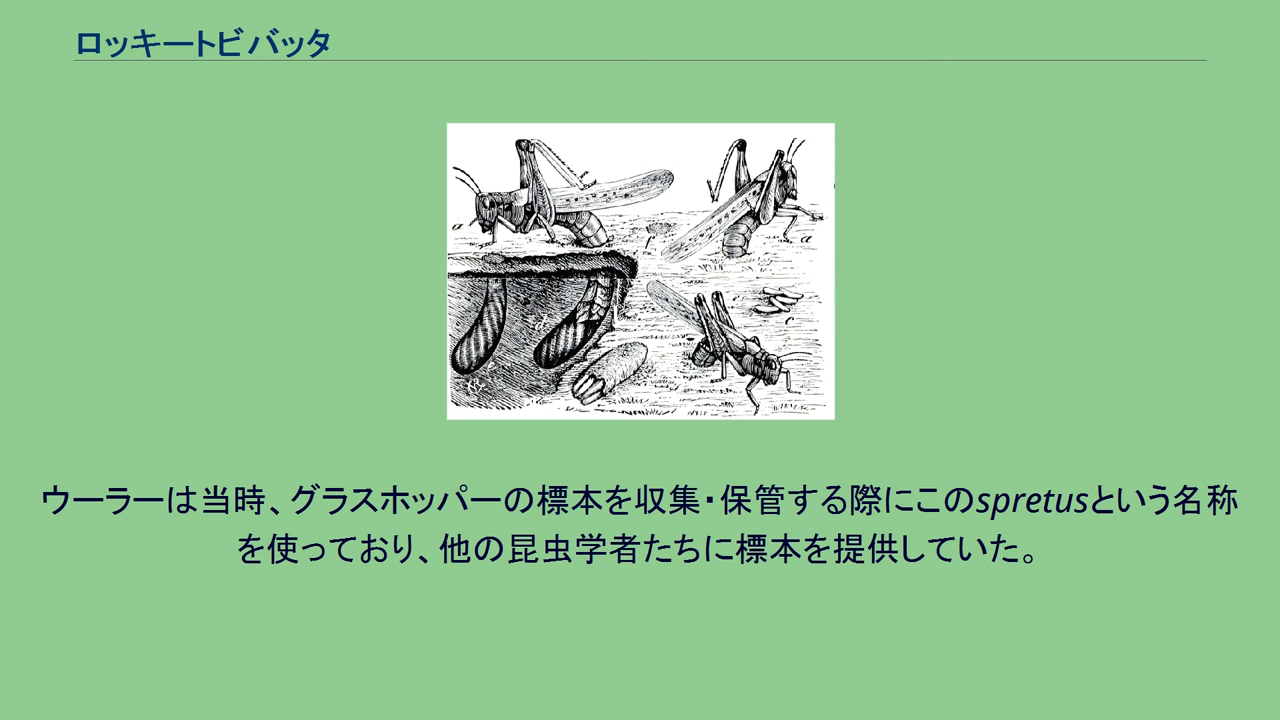 ロッキートビバッタ
a
f
a
c
e
ウーラーは当時、グラスホッパーの標本を収集・保管する際にこのspretusという名称
を使っており、他の昆虫学者たちに標本を提供していた。